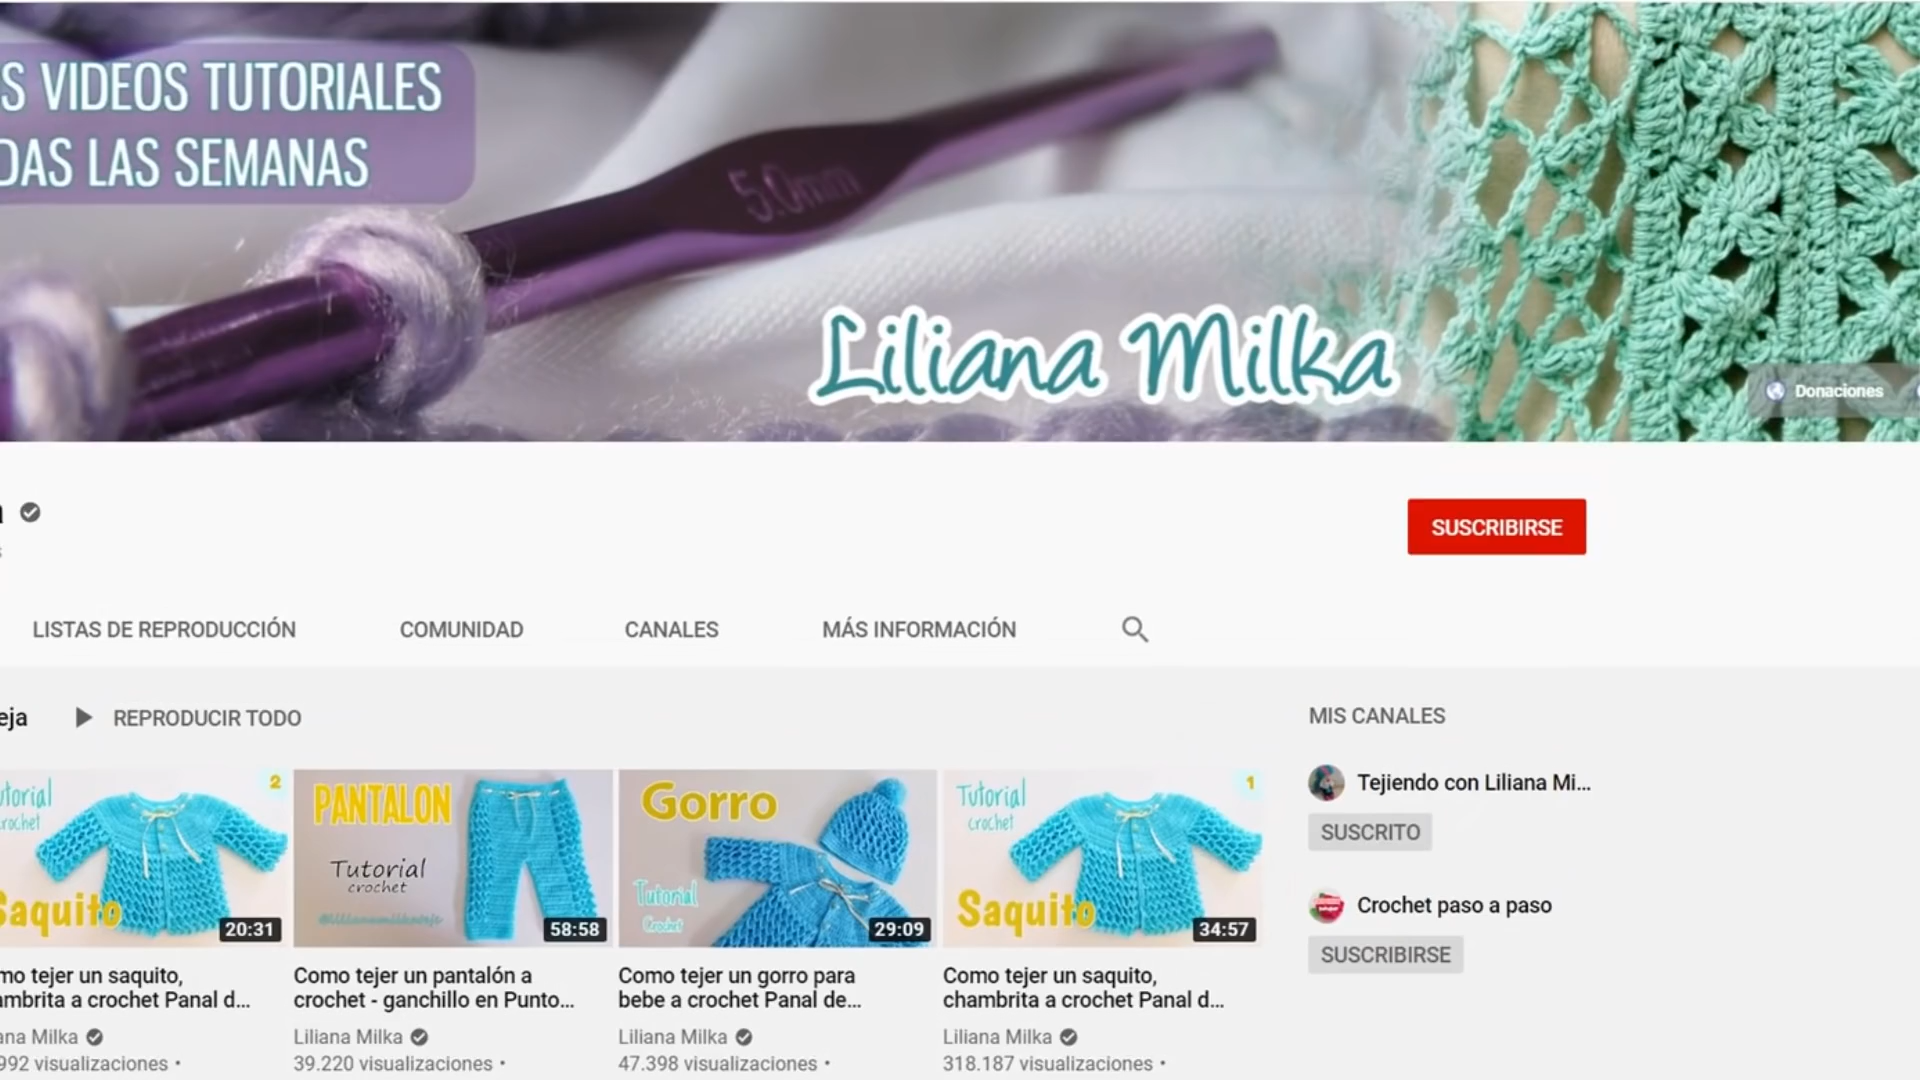 S VIDEOS TUTORIALES
DAS LAS SEMANAS
5.0mm
Liliana Milka
Donaciones
SUSCRIBIRSE
LISTAS DE REPRODUCCIÓN COMUNIDAD CANALES MÁS INFORMACIÓN
eja REPRODUCIR TODO
MIS CANALES
Tejiendo con Liliana Mi...
SUSCRITO
Crochet paso a paso
SUSCRIBIRSE
utorial
crochet
2
Saquito
20:31
PANTALON
Tutorial
crochet
58:58
Gorro
Tutorial
Crochet
29:09
Tutorial
crochet
1
Saquito
34:57
mo tejer un saquito,
ambrita a crochet Panal d...
ana Milka
992 visualizaciones •
Como tejer un pantalón a
crochet - ganchillo en Punto...
Liliana Milka
39.220 visualizaciones •
Como tejer un gorro para
bebe a crochet Panal de...
Liliana Milka
47.398 visualizaciones •
Como tejer un saquito,
chambrita a crochet Panal d...
Liliana Milka
318.187 visualizaciones •